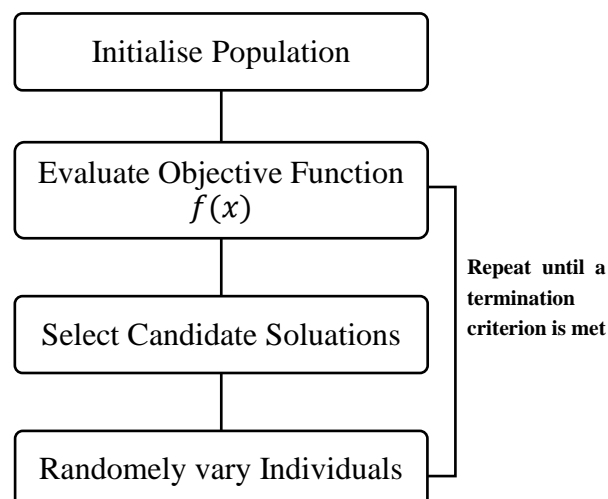 Initialise Population
Evaluate Objective Function
f(x)
Repeat until a
termination
criterion is met
Select Candidate Soluations
Randomely vary Individuals